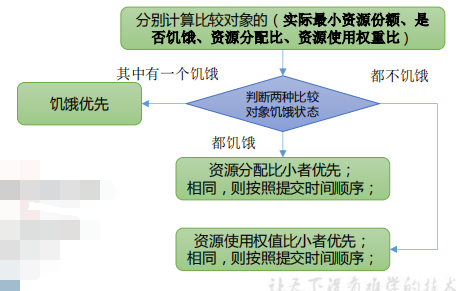 分别计算比较对象的（实际最小资源份额、是
否饥饿、资源分配比、资源使用权重比）
其中有一个饥饿
都不饥饿
饥饿优先
判断两种比较
对象饥饿状态
都饥饿
资源分配比小者优先；
相同，则按照提交时间顺序；
资源使用权值比小者优先；
相同，则按照提交时间顺序；
让天下没有难学的技术